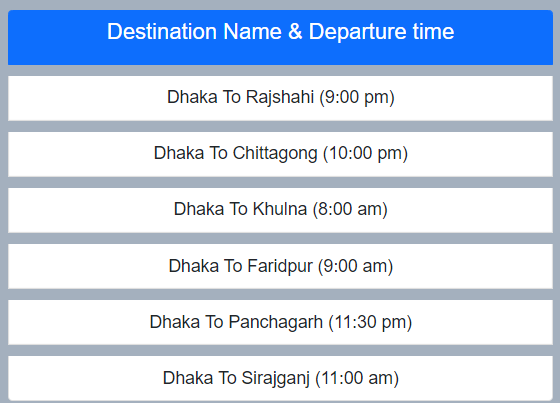 Destination Name & Departure time
Dhaka To Rajshahi (9:00 pm)
Dhaka To Chittagong (10:00 pm)
Dhaka To Khulna (8:00 am)
Dhaka To Faridpur (9:00 am)
Dhaka To Panchagarh (11:30 pm)
Dhaka To Sirajganj (11:00 am)